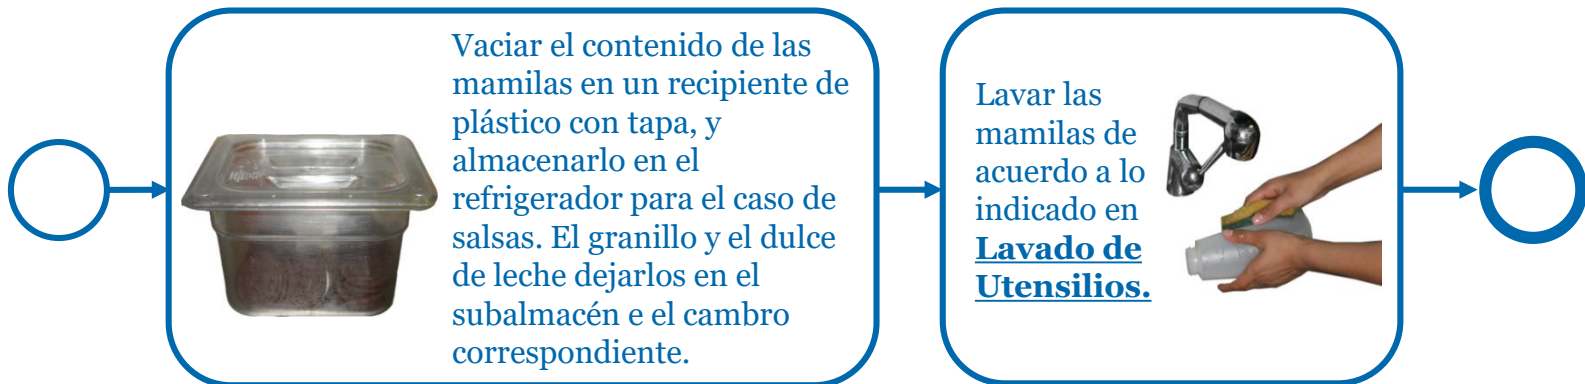 Vaciar el contenido de las
mamilas en un recipiente de
plástico con tapa, y
almacenarlo en el
refrigerador para el caso de
salsas. El granillo y el dulce
de leche dejarlos en el
subalmacén e el cambro
correspondiente.
Lavar las
mamilas de
acuerdo a lo
indicado en
Lavado de
Utensilios.